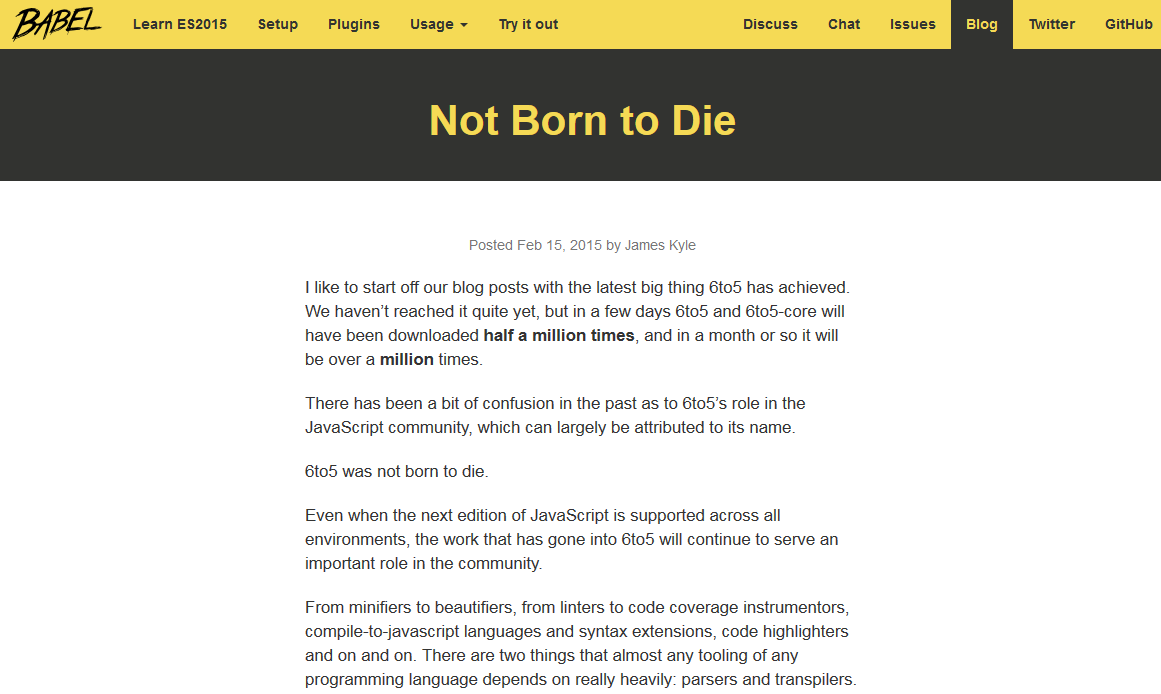 BABEL Learn ES2015 Setup Plugins Usage Try it out Discuss Chat Issues Blog Twitter GitHub
Not Born to Die
Posted Feb 15, 2015 by James Kyle
I like to start off our blog posts with the latest big thing 6to5 has achieved.
We haven’t reached it quite yet, but in a few days 6to5 and 6to5-core will
have been downloaded half a million times, and in a month or so it will
be over a million times.
There has been a bit of confusion in the past as to 6to5’s role in the
JavaScript community, which can largely be attributed to its name.
6to5 was not born to die.
Even when the next edition of JavaScript is supported across all
environments, the work that has gone into 6to5 will continue to serve an
important role in the community.
From minifiers to beautifiers, from linters to code coverage instrumentors,
compile-to-javascript languages and syntax extensions, code highlighters
and on and on. There are two things that almost any tooling of any
programming language depends on really heavily: parsers and transpilers.